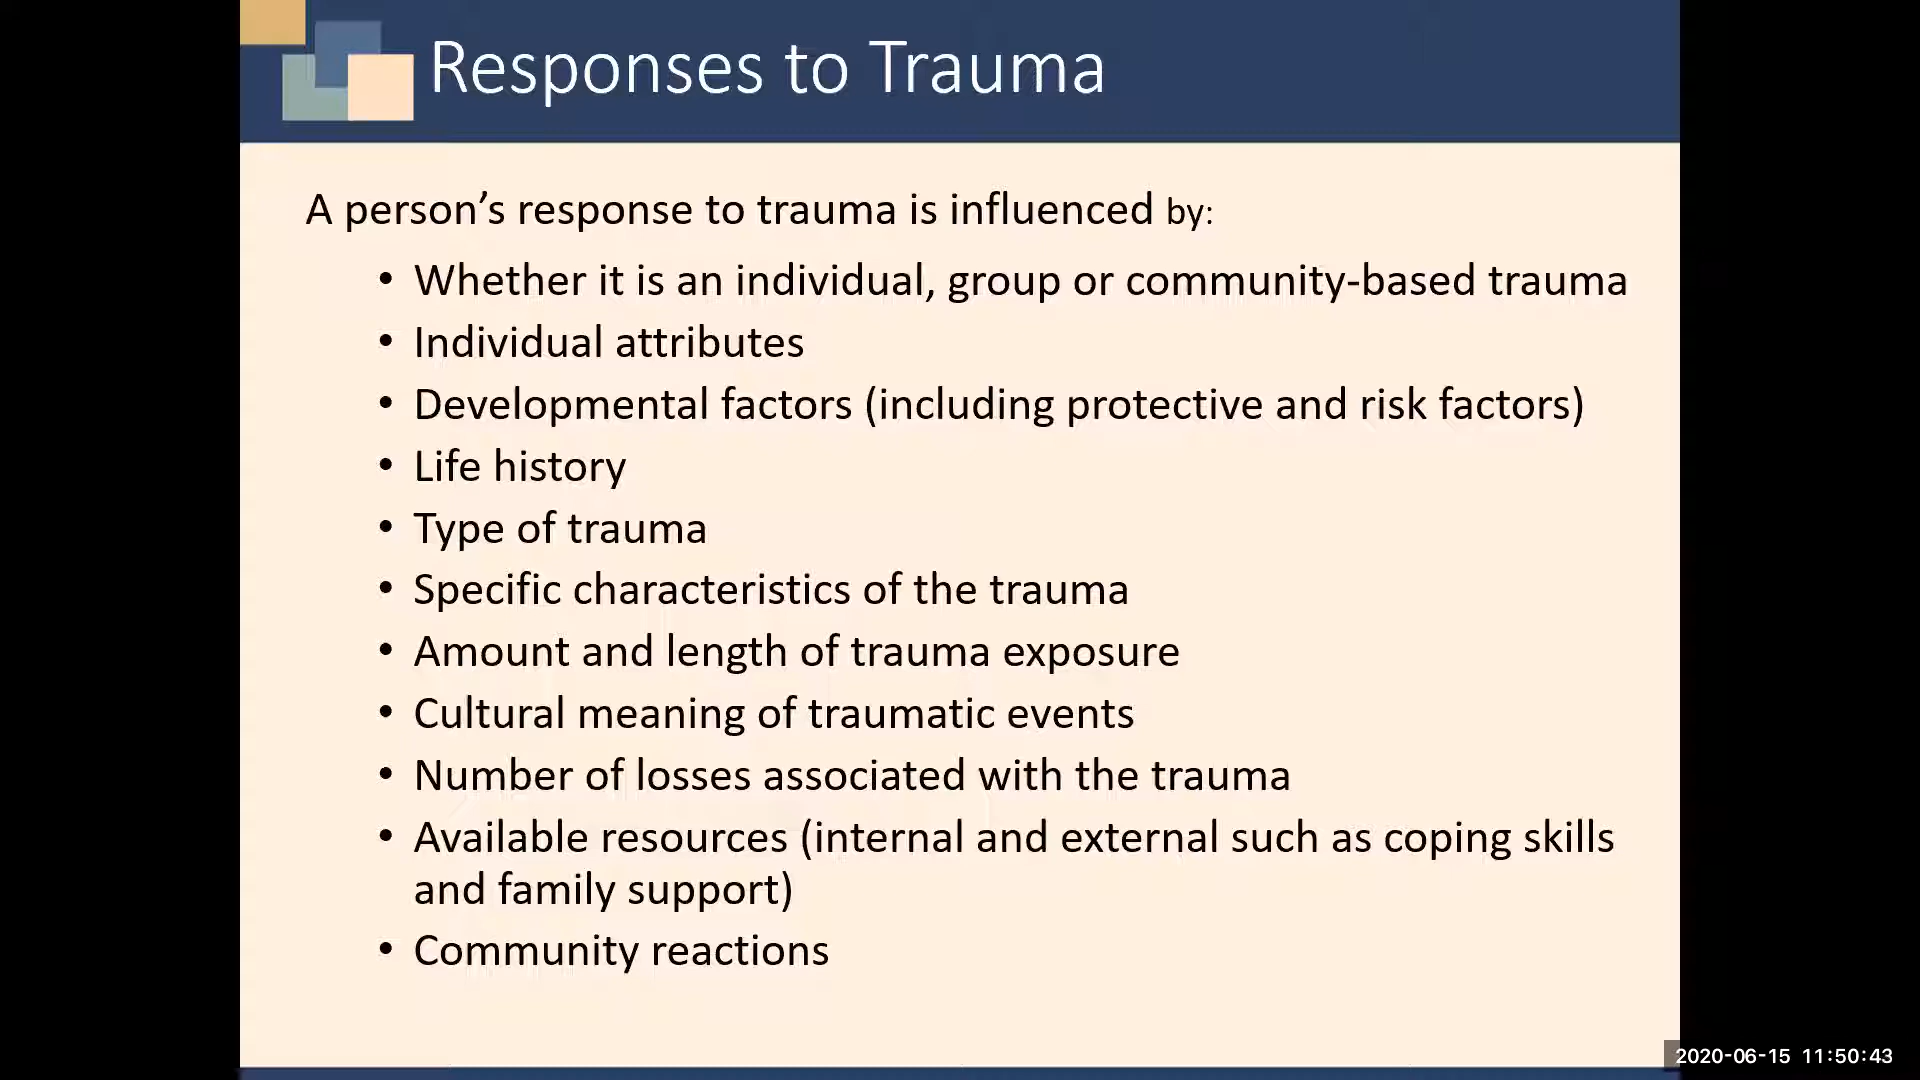 Responses to Trauma
A person’s response to trauma is influenced by:
• Whether it is an individual, group or community-based trauma
• Individual attributes
• Developmental factors (including protective and risk factors)
• Life history
• Type of trauma
• Specific characteristics of the trauma
• Amount and length of trauma exposure
• Cultural meaning of traumatic events
• Number of losses associated with the trauma
• Available resources (internal and external such as coping skills
and family support)
• Community reactions
2020-06-15 11:50:43